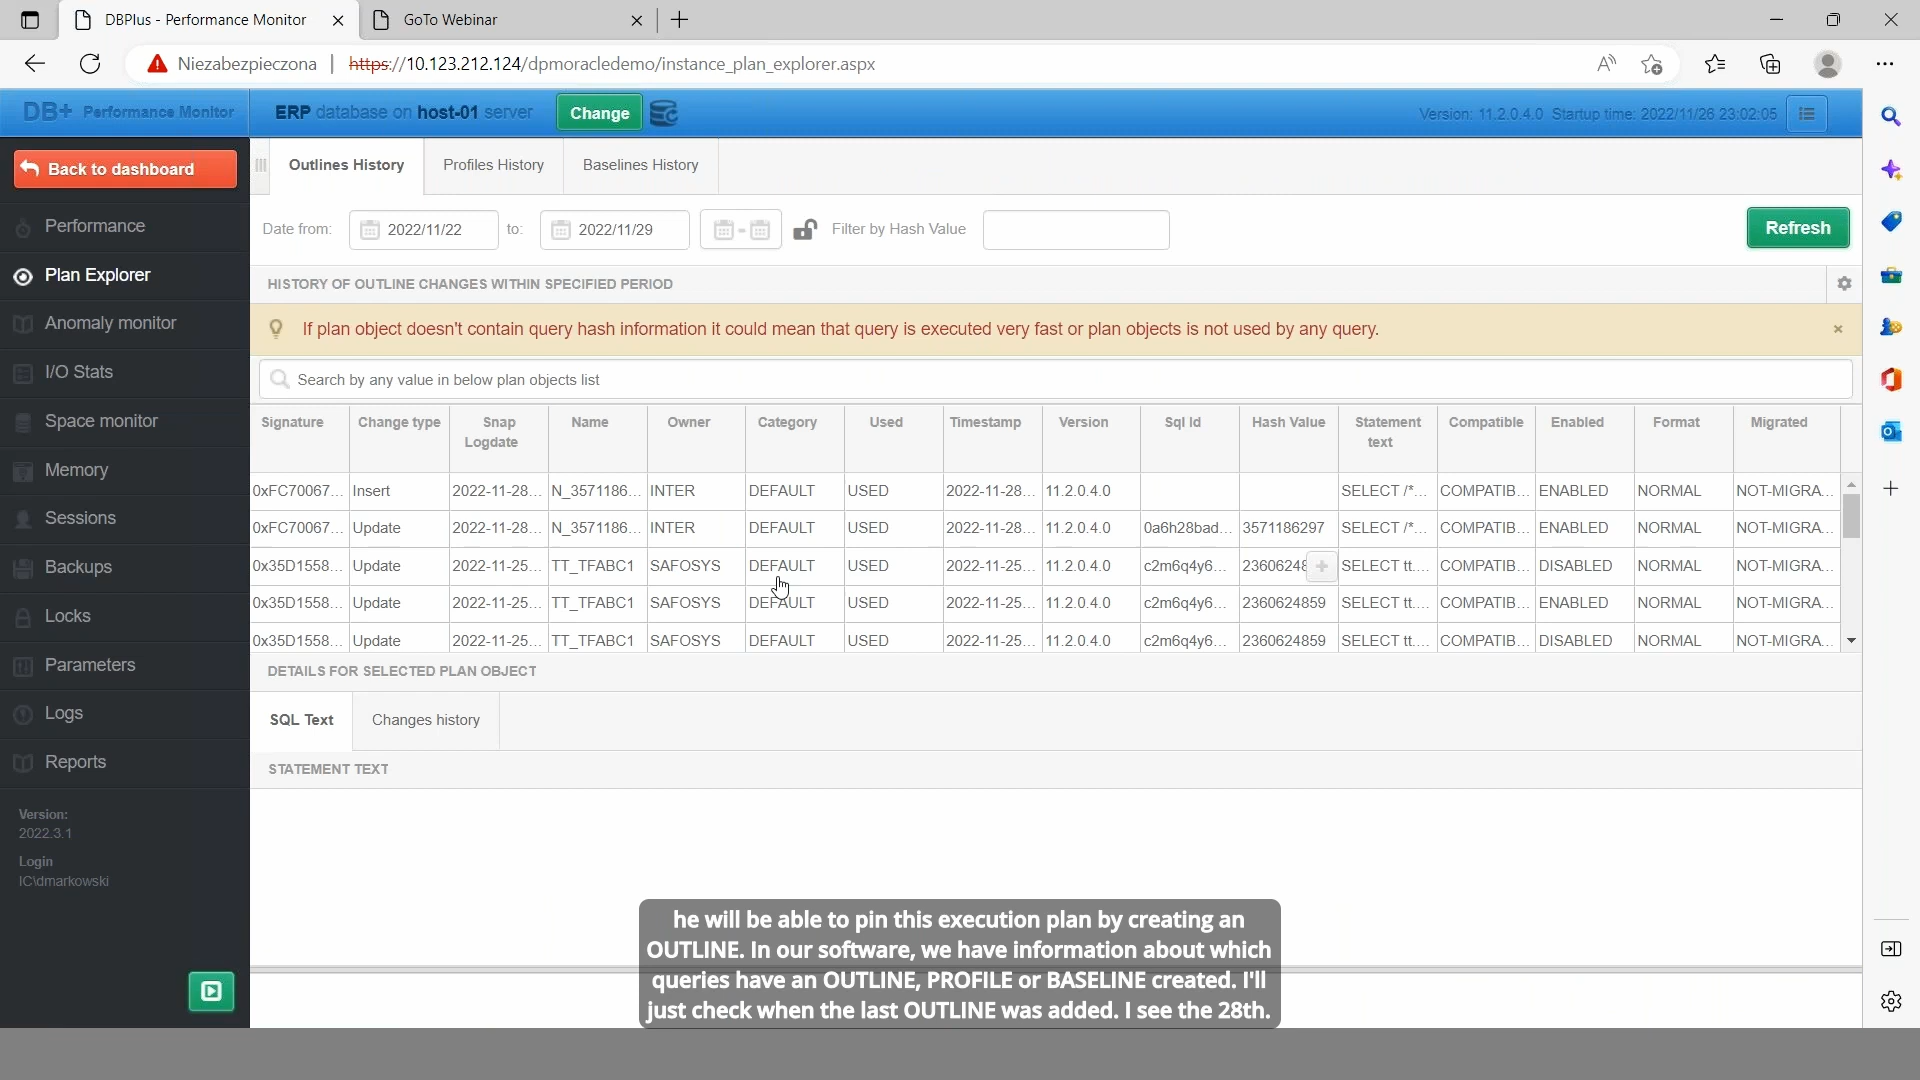 DBPlus - Performance Monitor
GoTo Webinar
Niezabezpieczona
https://10.123.212.124/dpmoracledemo/instance_plan_explorer.aspx
DB+ Performance Monitor
ERP database on host-01 server
Change
Version: 11.2.0.4.0 Startup time: 2022/11/26 23:02:05
Back to dashboard
Performance
Plan Explorer
Anomaly monitor
I/O Stats
Space monitor
Memory
Sessions
Backups
Locks
Parameters
Logs
Reports
Version:
2022.3.1
Login
IC\dmarkowski
Outlines History
Profiles History
Baselines History
Date from:
2022/11/22
to:
2022/11/29
Filter by Hash Value
Refresh
HISTORY OF OUTLINE CHANGES WITHIN SPECIFIED PERIOD
If plan object doesn't contain query hash information it could mean that query is executed very fast or plan objects is not used by any query.
Search by any value in below plan objects list
Signature Change type Snap Logdate Name Owner Category Used Timestamp Version Sql Id Hash Value Statement text Compatible Enabled Format Migrated
0xFC70067... Insert 2022-11-28... N_3571186... INTER DEFAULT USED 2022-11-28... 11.2.0.4.0 SELECT /*... COMPATIB... ENABLED NORMAL NOT-MIGRA...
0xFC70067... Update 2022-11-28... N_3571186... INTER DEFAULT USED 2022-11-28... 11.2.0.4.0 0a6h28bad... 3571186297 SELECT /*... COMPATIB... ENABLED NORMAL NOT-MIGRA...
0x35D1558... Update 2022-11-25... TT_TFABC1 SAFOSYS DEFAULT USED 2022-11-25... 11.2.0.4.0 c2m6q4y6... 23606248 SELECT tt.... COMPATIB... DISABLED NORMAL NOT-MIGRA...
0x35D1558... Update 2022-11-25... TT_TFABC1 SAFOSYS DEFAULT USED 2022-11-25... 11.2.0.4.0 c2m6q4y6... 2360624859 SELECT tt.... COMPATIB... ENABLED NORMAL NOT-MIGRA...
0x35D1558... Update 2022-11-25... TT_TFABC1 SAFOSYS DEFAULT USED 2022-11-25... 11.2.0.4.0 c2m6q4y6... 2360624859 SELECT tt.... COMPATIB... DISABLED NORMAL NOT-MIGRA...
DETAILS FOR SELECTED PLAN OBJECT
SQL Text
Changes history
STATEMENT TEXT
he will be able to pin this execution plan by creating an
OUTLINE. In our software, we have information about which
queries have an OUTLINE, PROFILE or BASELINE created. I'll
just check when the last OUTLINE was added. I see the 28th.